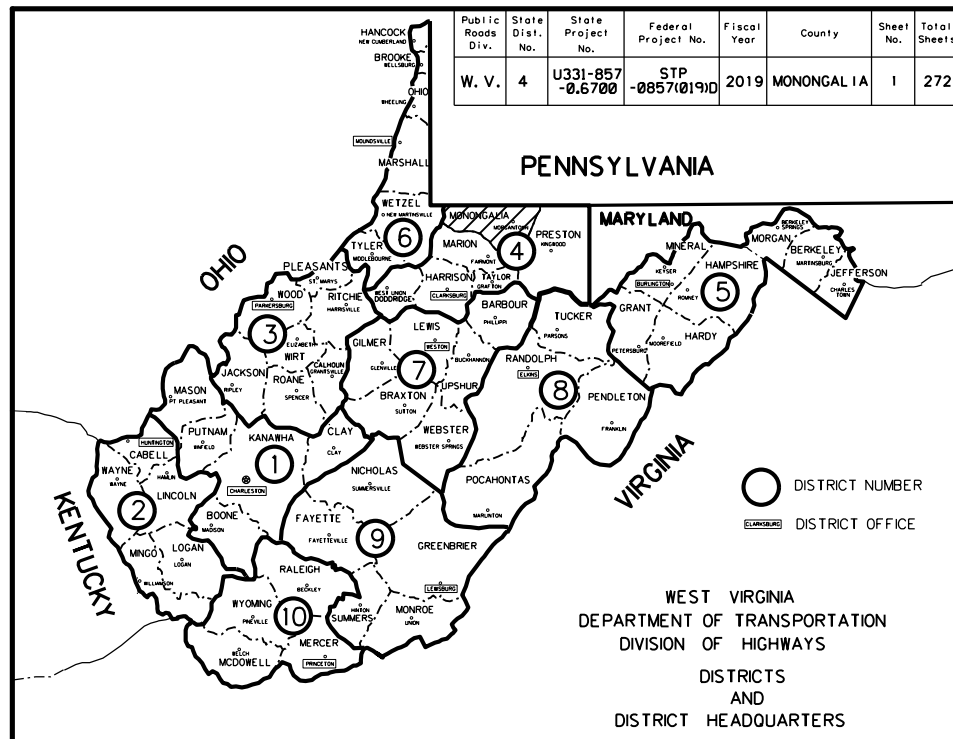 Public Roads Div.
State Dist. No.
State Project No.
Federal Project No.
Fiscal Year
County
Sheet No.
Total Sheets
W. V.
4
U331-857 -0.6700
STP -0857(019)D
2019
MONONGALIA
1
272
HANCOCK
NEW CUMBERLAND
BROOKE
WELLSBURG
OHIO
WHEELING
MOUNDSVILLE
MARSHALL
PENNSYLVANIA
WETZEL
NEW MARTINSVILLE
6
TYLER
MIDDLEBOURNE
MONONGALIA
MORGANTOWN
MARION
FAIRMONT
4
PRESTON
KINGWOOD
HARRISON
CLARKSBURG
TAYLOR
GRAFTON
WEST UNION
DODDRIDGE
MARYLAND
MINERAL
KEYSER
BURLINGTON
HAMPSHIRE
ROMNEY
5
MORGAN
BERKELEY SPRINGS
BERKELEY
MARTINSBURG
JEFFERSON
CHARLES TOWN
GRANT
PETERSBURG
HARDY
MOOREFIELD
OHIO
PLEASANTS
ST. MARYS
WOOD
PARKERSBURG
RITCHIE
HARRISVILLE
3
ELIZABETH
WIRT
CALHOUN
GRANTSVILLE
JACKSON
RIPLEY
ROANE
SPENCER
BARBOUR
PHILIPPI
LEWIS
WESTON
GILMER
GLENVILLE
7
BUCKHANNON
UPSHUR
BRAXTON
SUTTON
WEBSTER
WEBSTER SPRINGS
TUCKER
PARSONS
RANDOLPH
ELKINS
8
PENDLETON
FRANKLIN
POCAHONTAS
MARLINTON
VIRGINIA
MASON
PT PLEASANT
PUTNAM
WINFIELD
KANAWHA
1
CHARLESTON
CLAY
CLAY
BOONE
MADISON
HUNTINGTON
CABELL
WAYNE
WAYNE
HAMLIN
LINCOLN
2
MINGO
WILLIAMSON
LOGAN
LOGAN
KENTUCKY
NICHOLAS
SUMMERSVILLE
FAYETTE
FAYETTEVILLE
9
GREENBRIER
LEWISBURG
HINTON
SUMMERS
MONROE
UNION
RALEIGH
BECKLEY
WYOMING
PINEVILLE
10
MERCER
PRINCETON
WELCH
MCDOWELL
DISTRICT NUMBER
CLARKSBURG
DISTRICT OFFICE
WEST VIRGINIA
DEPARTMENT OF TRANSPORTATION
DIVISION OF HIGHWAYS
DISTRICTS
AND
DISTRICT HEADQUARTERS